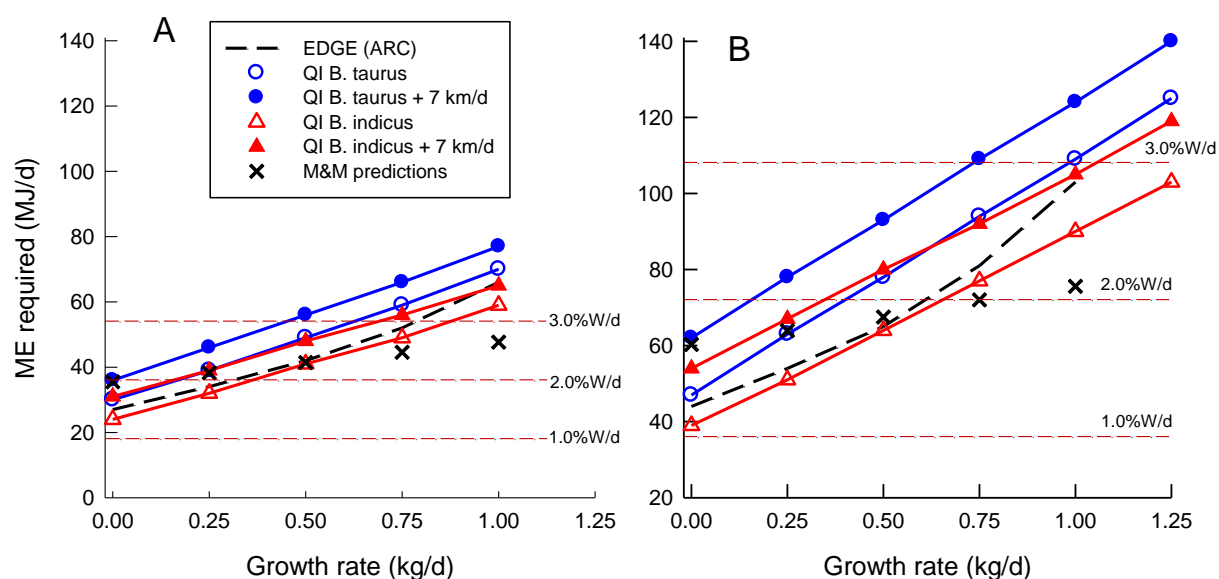 A
EDGE (ARC)
QI B. taurus
QI B. taurus + 7 km/d
QI B. indicus
QI B. indicus + 7 km/d
M&M predictions
ME required (MJ/d)
140
120
100
80
60
40
20
0
3.0%W/d
2.0%W/d
1.0%W/d
0.00 0.25 0.50 0.75 1.00 1.25
Growth rate (kg/d)
B
140
120
100
80
60
40
20
3.0%W/d
2.0%W/d
1.0%W/d
0.00 0.25 0.50 0.75 1.00 1.25
Growth rate (kg/d)